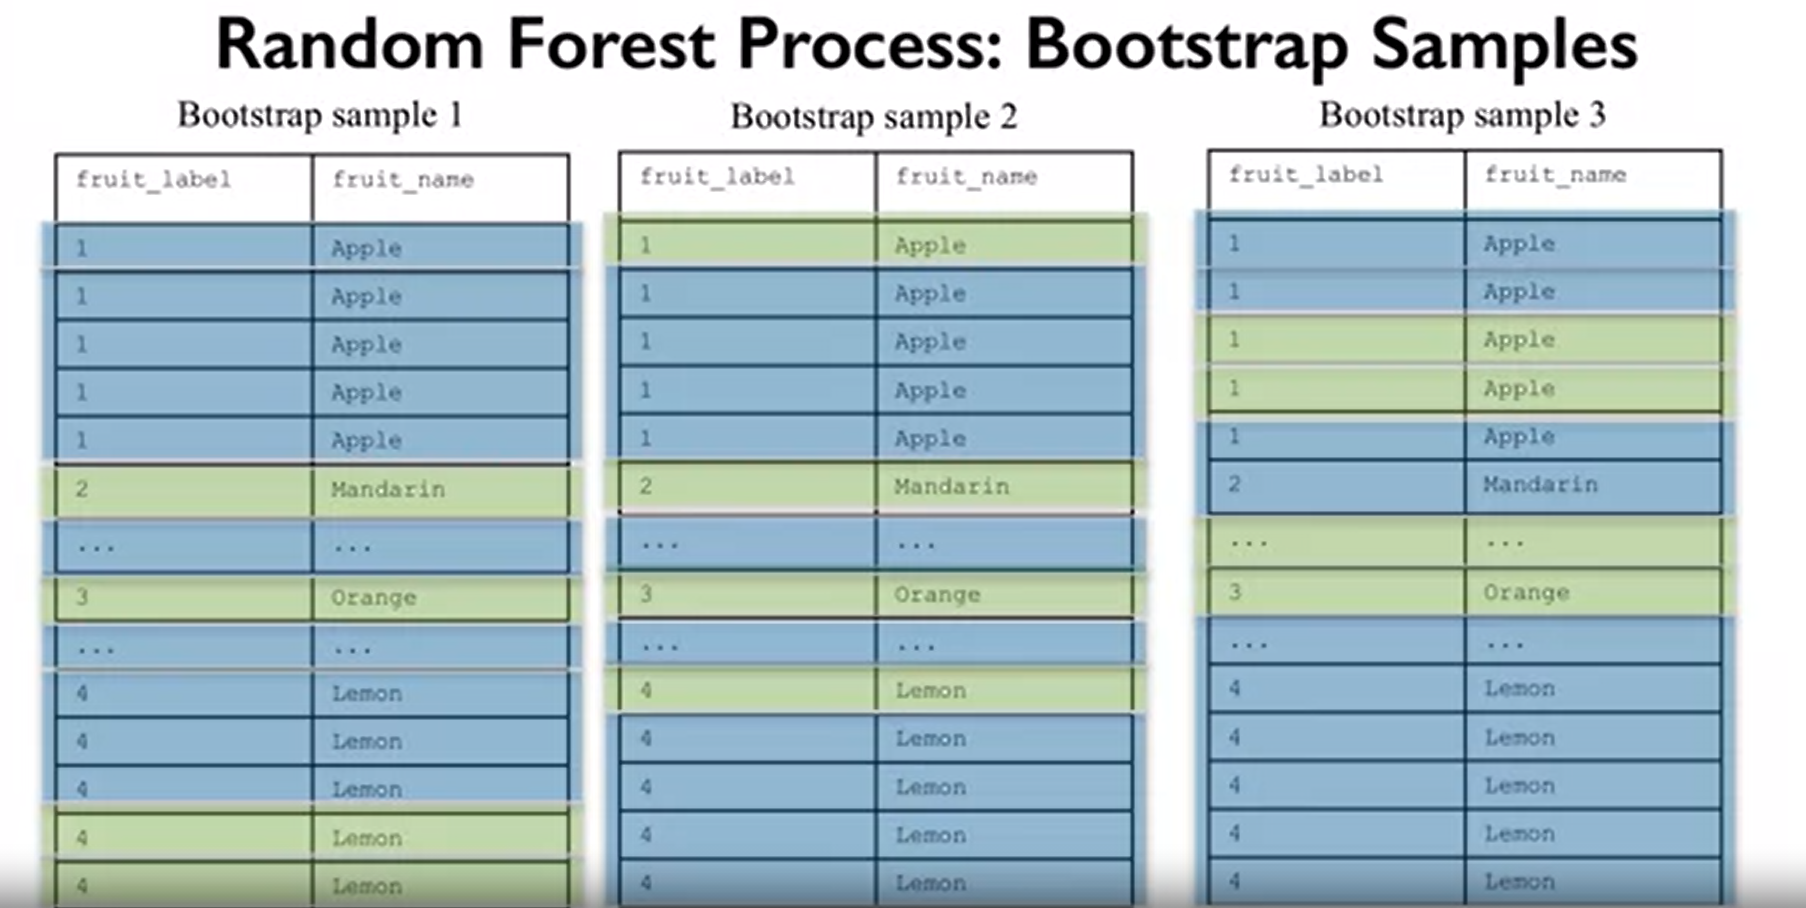 Random Forest Process: Bootstrap Samples
Bootstrap sample 1
fruit_label fruit_name
1 Apple
1 Apple
1 Apple
1 Apple
1 Apple
2 Mandarin
... ...
3 Orange
... ...
4 Lemon
4 Lemon
4 Lemon
4 Lemon
4 Lemon
Bootstrap sample 2
fruit_label fruit_name
1 Apple
1 Apple
1 Apple
1 Apple
1 Apple
2 Mandarin
... ...
3 Orange
... ...
4 Lemon
4 Lemon
4 Lemon
4 Lemon
4 Lemon
Bootstrap sample 3
fruit_label fruit_name
1 Apple
1 Apple
1 Apple
1 Apple
1 Apple
2 Mandarin
... ...
3 Orange
... ...
4 Lemon
4 Lemon
4 Lemon
4 Lemon
4 Lemon